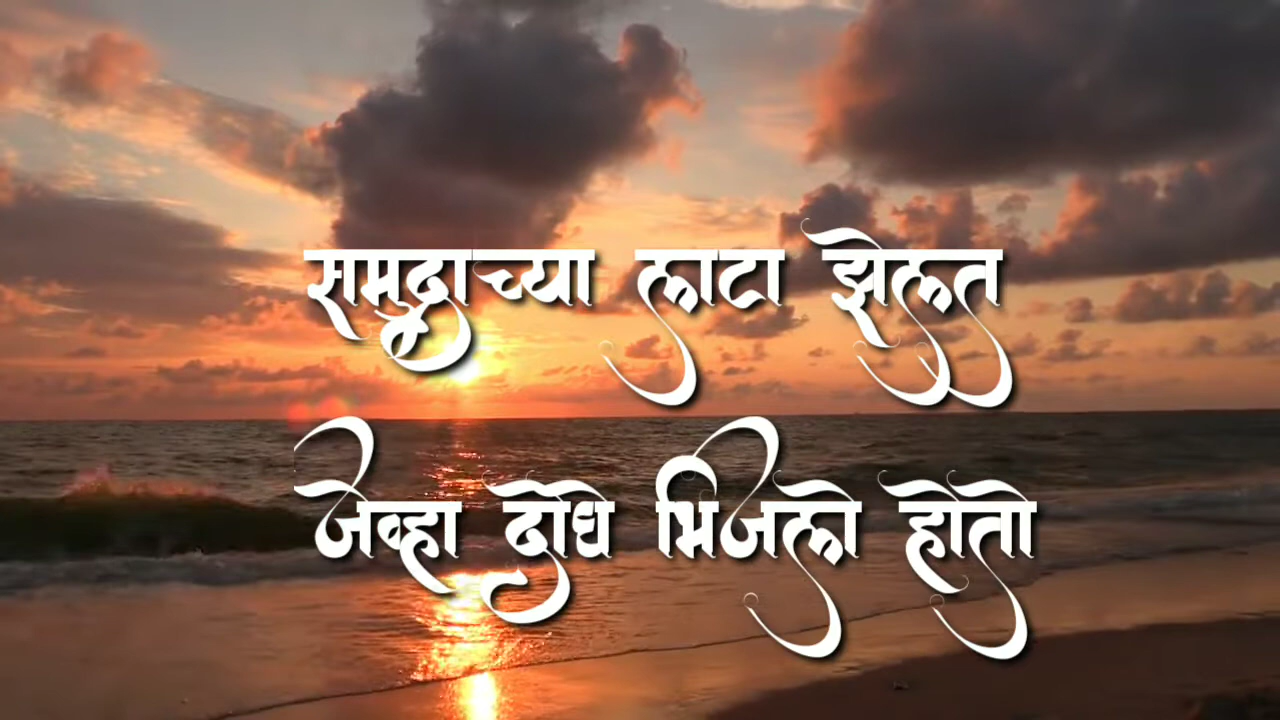 समुद्राच्या लाटा झेलत
जेव्हा दोघे भिजलो होतो